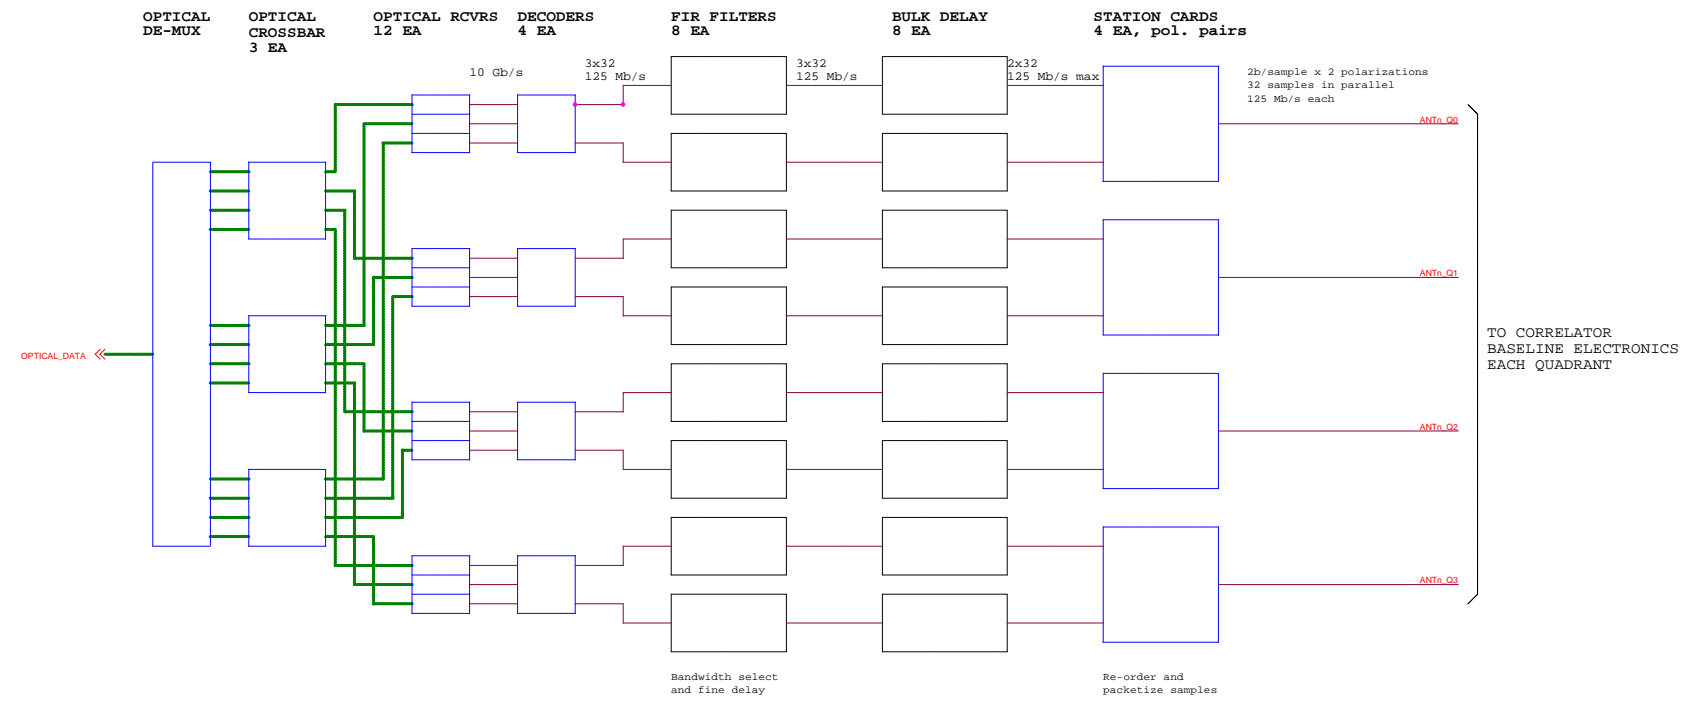 OPTICAL
DE-MUX
OPTICAL
CROSSBAR
3 EA
OPTICAL RCVRS
12 EA
DECODERS
4 EA
FIR FILTERS
8 EA
BULK DELAY
8 EA
STATION CARDS
4 EA, pol. pairs
10 Gb/s
3x32
125 Mb/s
3x32
125 Mb/s
2x32
125 Mb/s max
2b/sample x 2 polarizations
32 samples in parallel
125 Mb/s each
ANTn_Q0
ANTn_Q1
OPTICAL_DATA
TO CORRELATOR
BASELINE ELECTRONICS
EACH QUADRANT
ANTn_Q2
ANTn_Q3
Bandwidth select
and fine delay
Re-order and
packetize samples